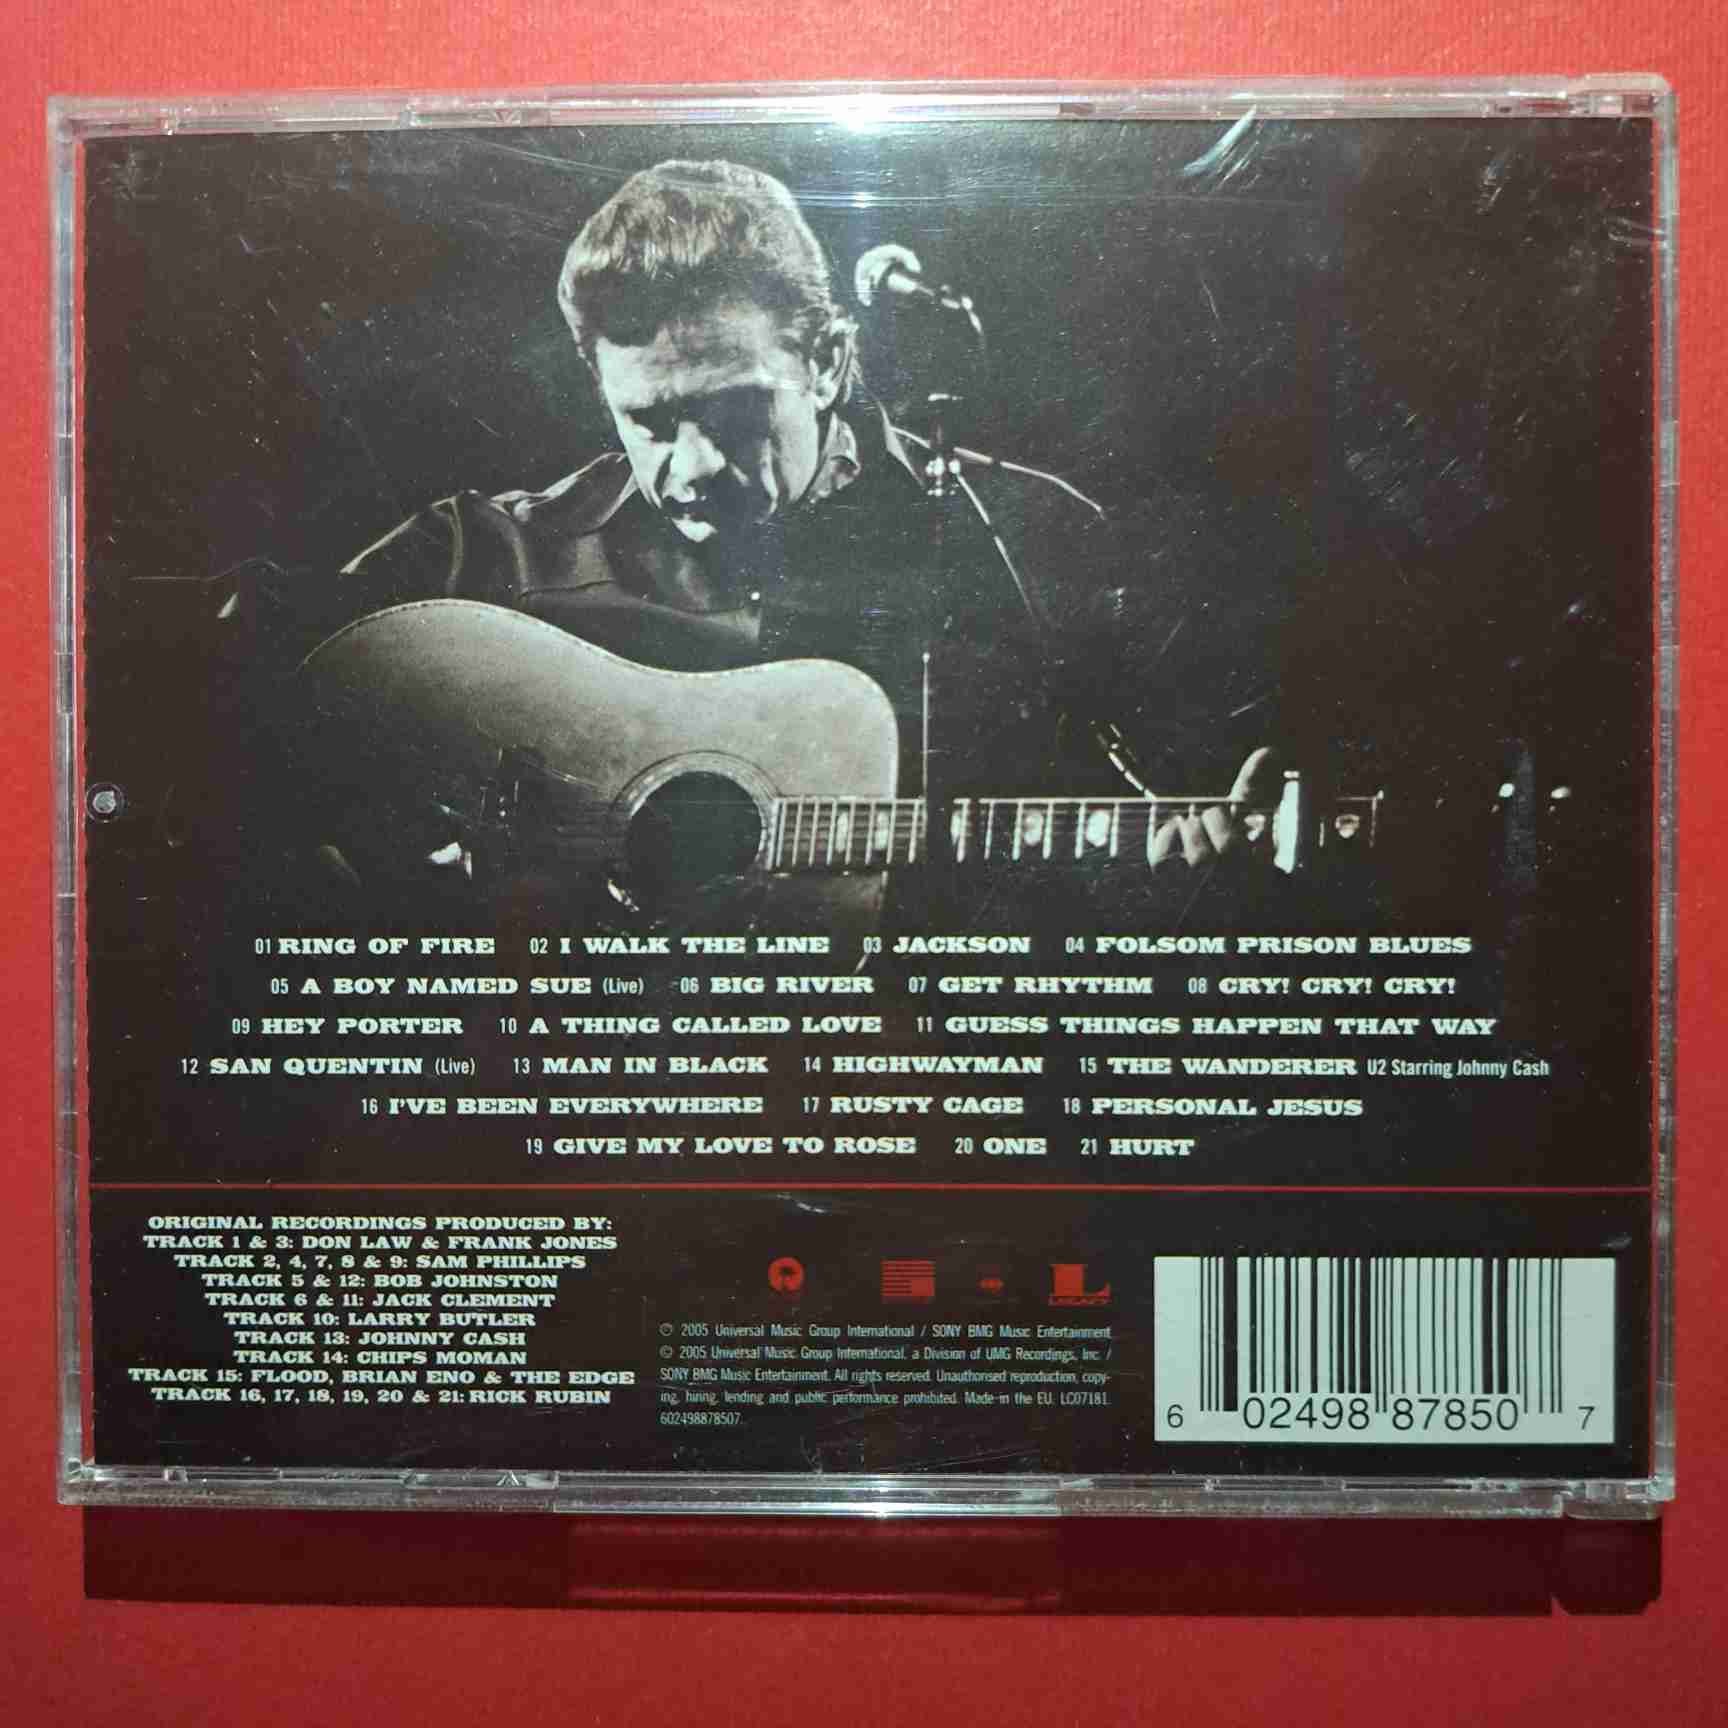 01 RING OF FIRE 02 I WALK THE LINE 03 JACKSON 04 FOLSOM PRISON BLUES
05 A BOY NAMED SUE (Live) 06 BIG RIVER 07 GET RHYTHM 08 CRY! CRY! CRY!
09 HEY PORTER 10 A THING CALLED LOVE 11 GUESS THINGS HAPPEN THAT WAY
12 SAN QUENTIN (Live) 13 MAN IN BLACK 14 HIGHWAYMAN 15 THE WANDERER U2 Starring Johnny Cash
16 I'VE BEEN EVERYWHERE 17 RUSTY CAGE 18 PERSONAL JESUS
19 GIVE MY LOVE TO ROSE 20 ONE 21 HURT
ORIGINAL RECORDINGS PRODUCED BY:
TRACK 1 & 3: DON LAW & FRANK JONES
TRACK 2, 4, 7, 8 & 9: SAM PHILLIPS
TRACK 5 & 12: BOB JOHNSTON
TRACK 6 & 11: JACK CLEMENT
TRACK 10: LARRY BUTLER
TRACK 13: JOHNNY CASH
TRACK 14: CHIPS MOMAN
TRACK 15: FLOOD, BRIAN ENO & THE EDGE
TRACK 16, 17, 18, 19, 20 & 21: RICK RUBIN
L
LEGACY
℗ 2005 Universal Music Group International / SONY BMG Music Entertainment
© 2005 Universal Music Group International, a Division of UMG Recordings, Inc. /
SONY BMG Music Entertainment. All rights reserved. Unauthorised reproduction, copy-
ing, hiring, lending and public performance prohibited. Made in the EU. LC07181.
602498878507.
6 02498 87850 7